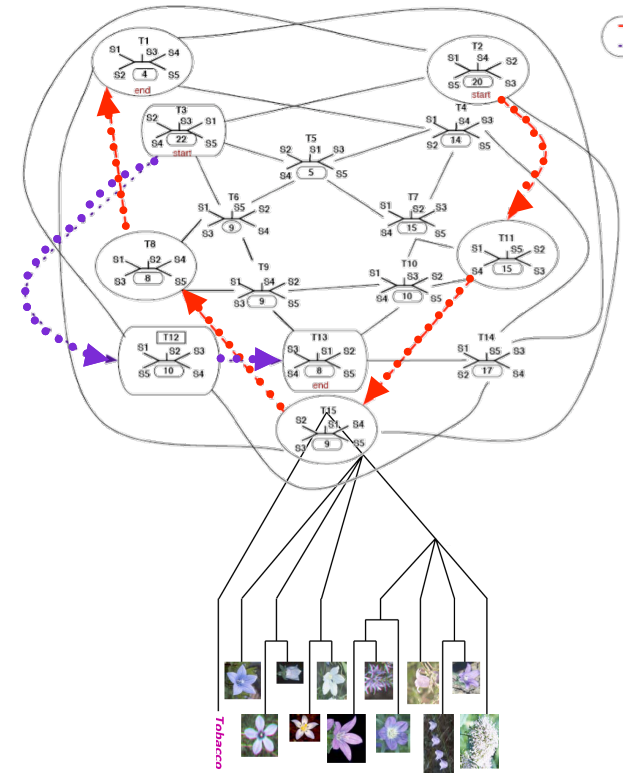 T1
S1 S3 S4
S2 4 S5
end
T2
S1 S4 S2
S5 20 S3
start
T3
S2 S3 S1
S4 22 S5
start
T4
S1 S4 S3
S2 14 S5
T5
S2 S1 S3
S4 5 S5
T6
S1 S5 S2
S3 9 S4
T7
S1 S2 S3
S4 15 S5
T8
S1 S2 S4
S3 8 S5
T9
S1 S4 S2
S3 9 S5
T10
S1 S3 S2
S4 10 S5
T11
S1 S5 S2
S4 15 S3
T12
S1 S2 S3
S5 10 S4
T13
S3 S1 S2
S4 8 S5
end
T14
S1 S5 S3
S2 17 S4
T15
S2 S1 S4
S3 9 S5
Tobacco